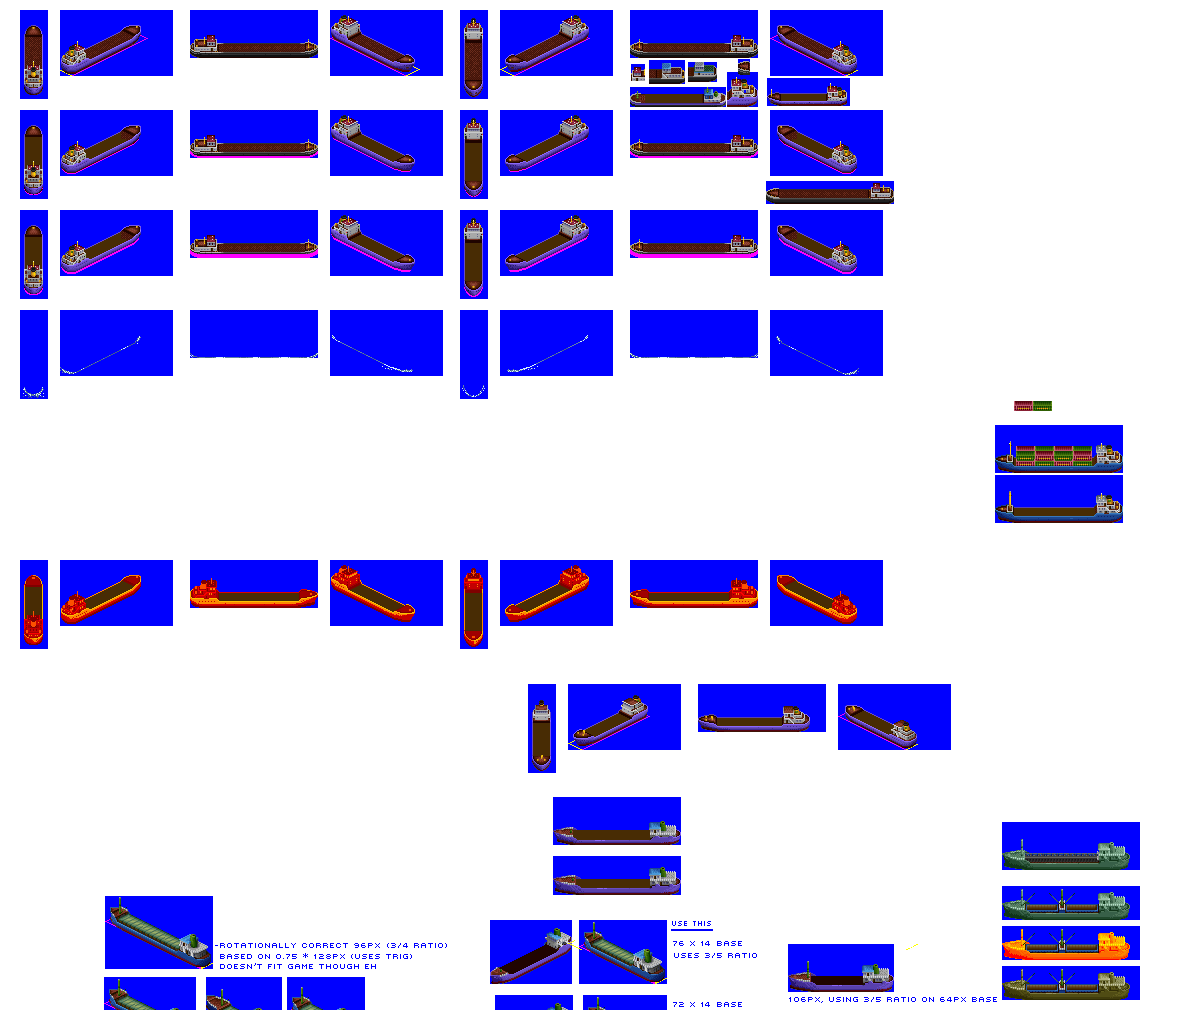 USE THIS
-ROTATIONALLY CORRECT 96PX (3/4 RATIO)
BASED ON 0.75 * 128PX (USES TRIG)
DOESN'T FIT GAME THOUGH EH
76 X 14 BASE
USES 3/5 RATIO
106PX, USING 3/5 RATIO ON 64PX BASE
72 X 14 BASE